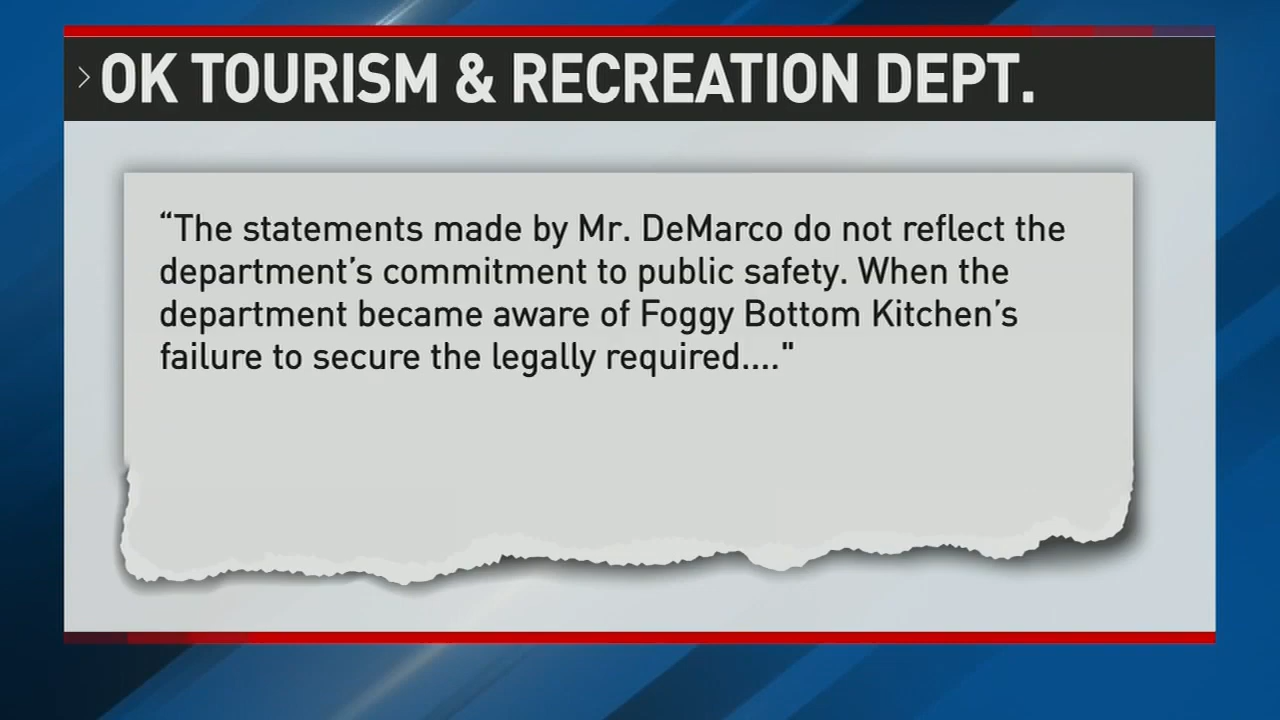 > OK TOURISM & RECREATION DEPT.
“The statements made by Mr. DeMarco do not reflect the
department’s commitment to public safety. When the
department became aware of Foggy Bottom Kitchen’s
failure to secure the legally required...."